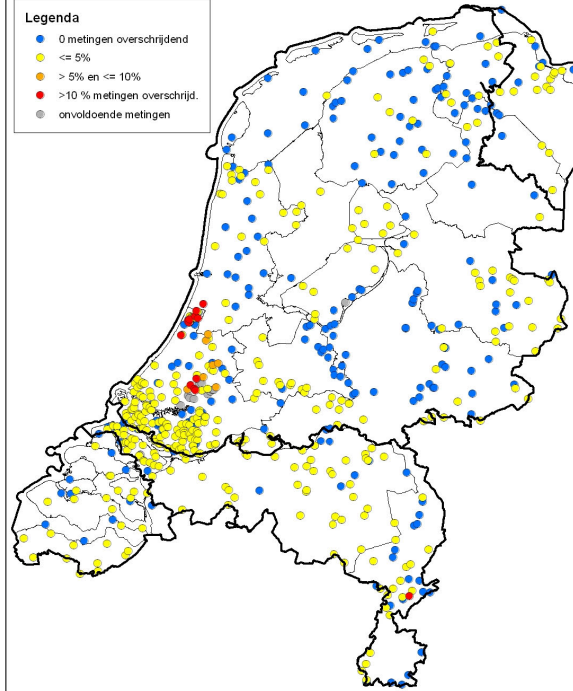 Legenda
0 metingen overschrijdend
<= 5%
> 5% en <= 10%
>10 % metingen overschrijd.
onvoldoende metingen